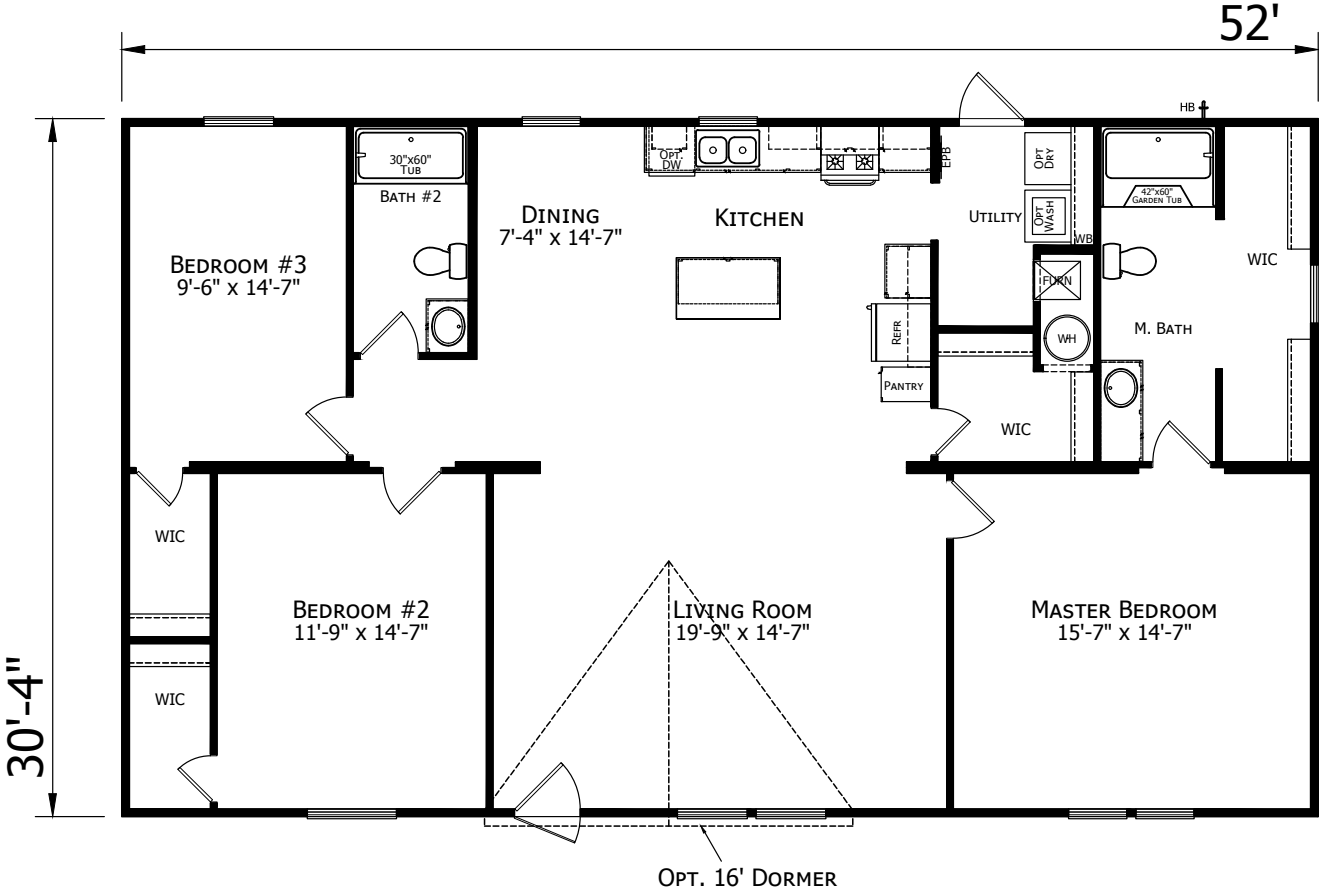 52'
HB
30"x60"
TUB
BATH #2
OPT.
DW
EPB
OPT
DRY
42"x60"
GARDEN TUB
DINING
7'-4" x 14'-7"
KITCHEN
UTILITY
OPT
WASH
WB
BEDROOM #3
9'-6" x 14'-7"
WIC
FURN
REFR
WH
M. BATH
PANTRY
WIC
WIC
BEDROOM #2
11'-9" x 14'-7"
LIVING ROOM
19'-9" x 14'-7"
MASTER BEDROOM
15'-7" x 14'-7"
WIC
30'-4"
OPT. 16' DORMER